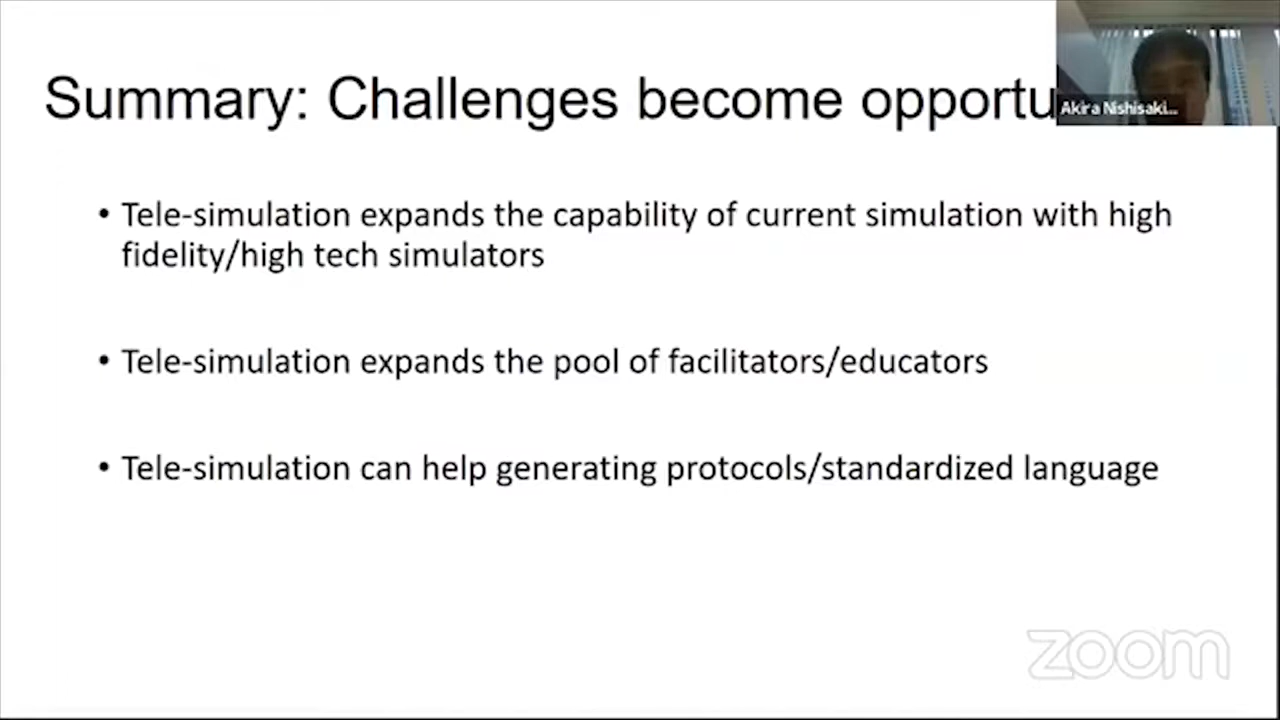 Summary: Challenges become opportu
Akira Nishisaki...
• Tele-simulation expands the capability of current simulation with high
fidelity/high tech simulators
• Tele-simulation expands the pool of facilitators/educators
• Tele-simulation can help generating protocols/standardized language
zoom